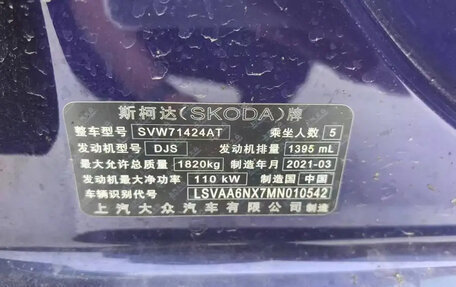 斯柯达(SKODA)牌
整车型号 SVW71424AT 乘坐人数 5
发动机型号 DJS 发动机排量 1395 mL
最大允许总质量 1820kg 制造年月 2021-03
发动机最大净功率 110 kW 制造国 中国
车辆识别代号 LSVAA6NX7MN010542
上汽大众汽车有限公司 制造